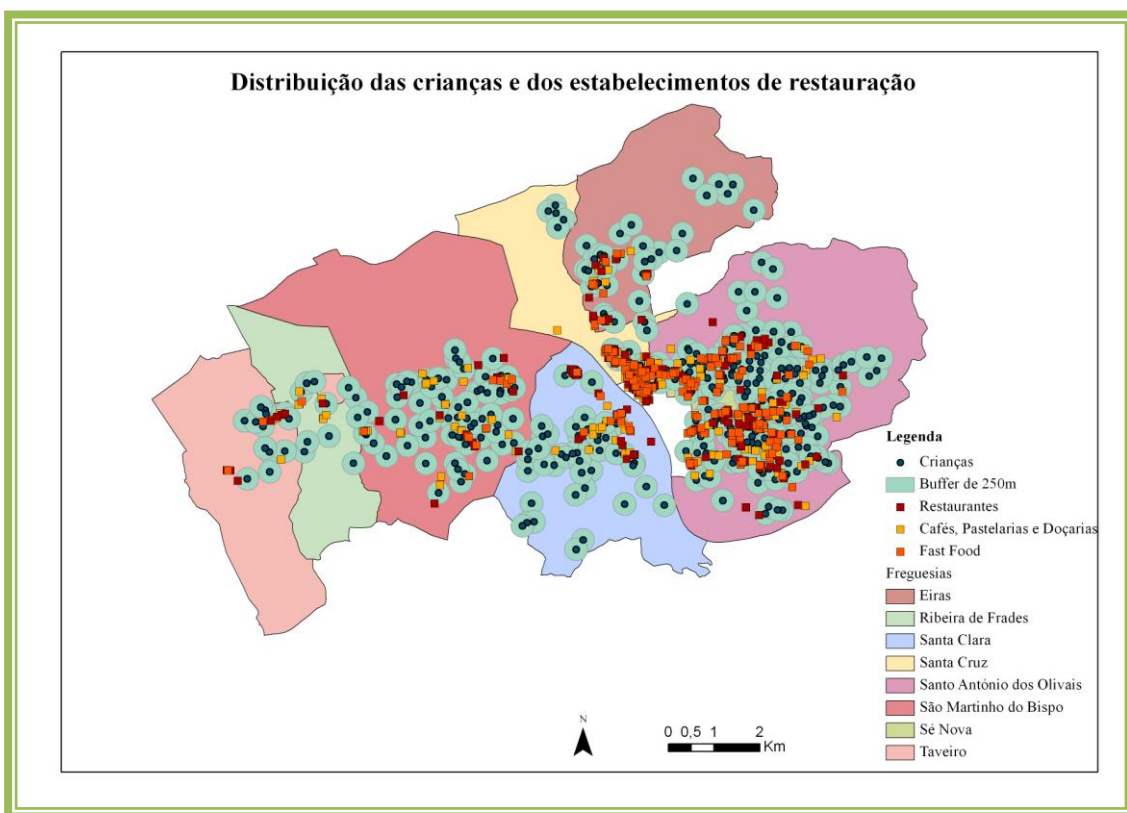 Distribuição das crianças e dos estabelecimentos de restauração
Legenda
Crianças
Buffer de 250m
Restaurantes
Cafés, Pastelarias e Doçarias
Fast Food
Freguesias
Eiras
Ribeira de Frades
Santa Clara
Santa Cruz
Santo António dos Olivais
São Martinho do Bispo
Sé Nova
Taveiro
N
0 0,5 1 2
Km